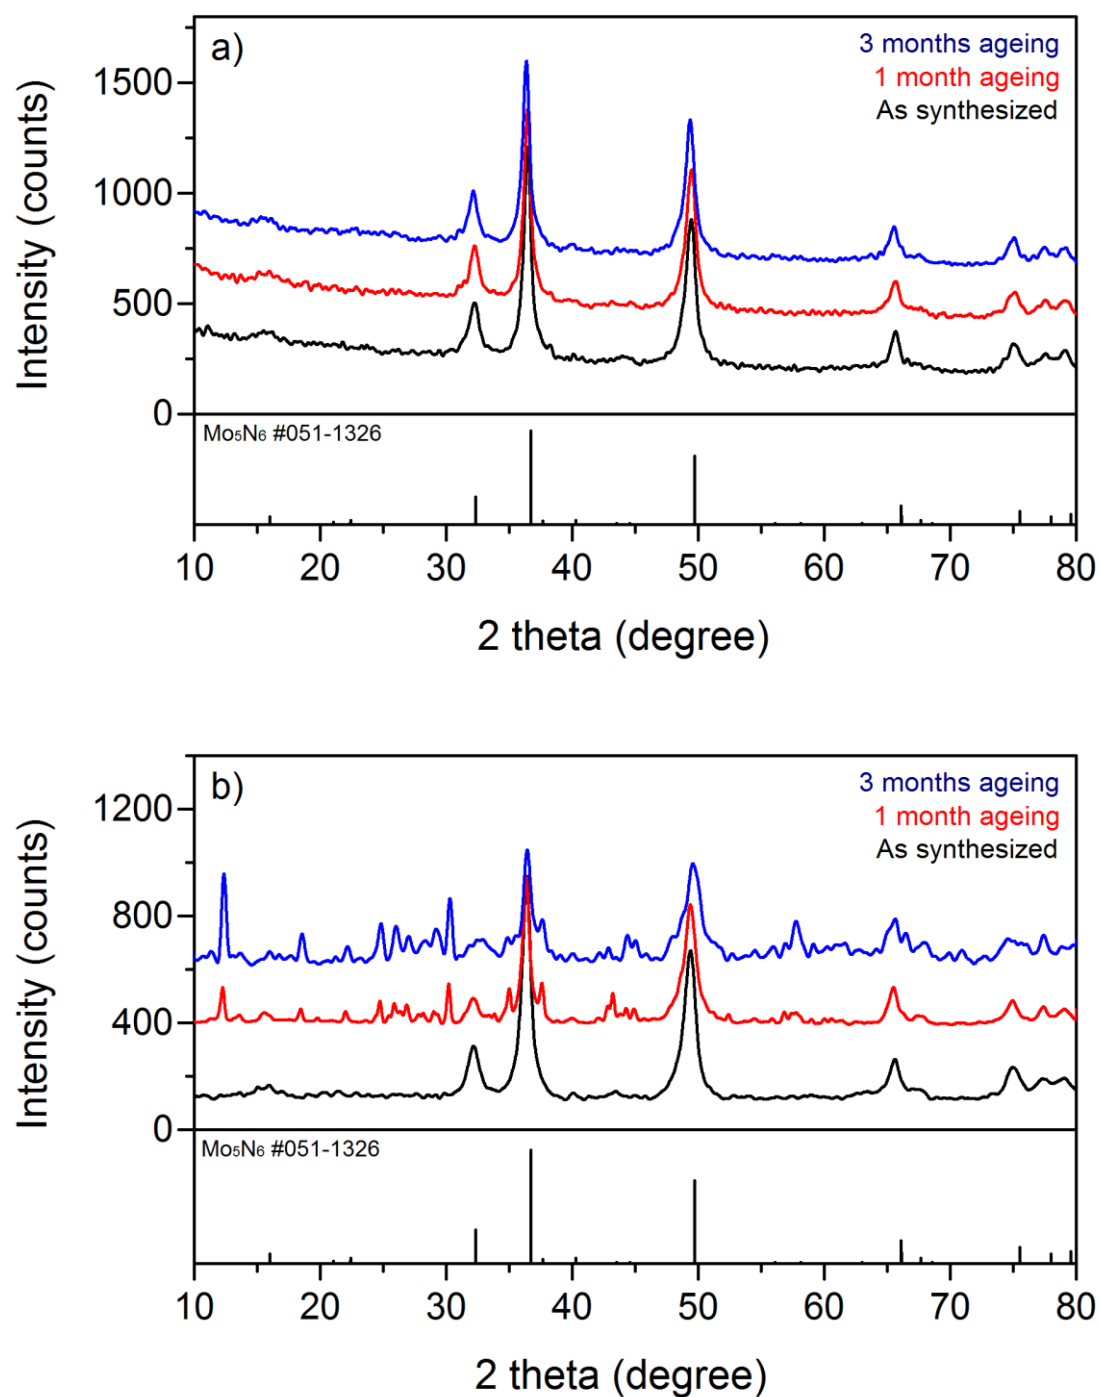 a)
3 months ageing
1 month ageing
As synthesized
1500
1000
500
0
Intensity (counts)
Mo₅N₆ #051-1326
10 20 30 40 50 60 70 80
2 theta (degree)
b)
3 months ageing
1 month ageing
As synthesized
1200
800
400
0
Intensity (counts)
Mo₅N₆ #051-1326
10 20 30 40 50 60 70 80
2 theta (degree)